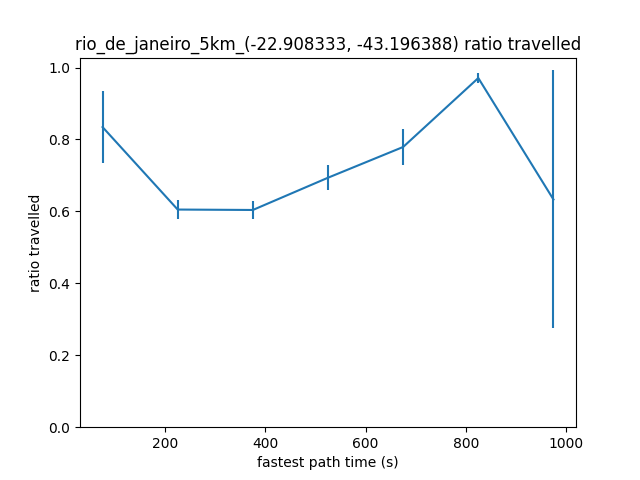 rio_de_janeiro_5km_(-22.908333, -43.196388) ratio travelled
1.0
0.8
0.6
0.4
0.2
0.0
ratio travelled
200 400 600 800 1000
fastest path time (s)